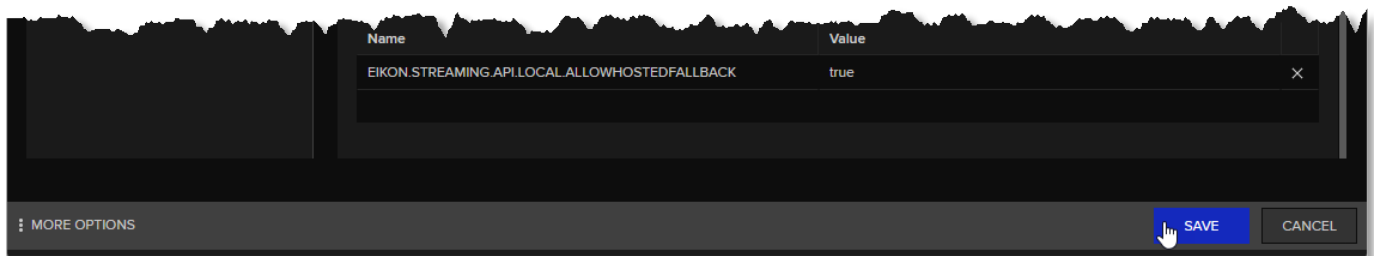 Name Value
EIKON.STREAMING.API.LOCAL.ALLOWHOSTEDFALLBACK true
MORE OPTIONS SAVE CANCEL